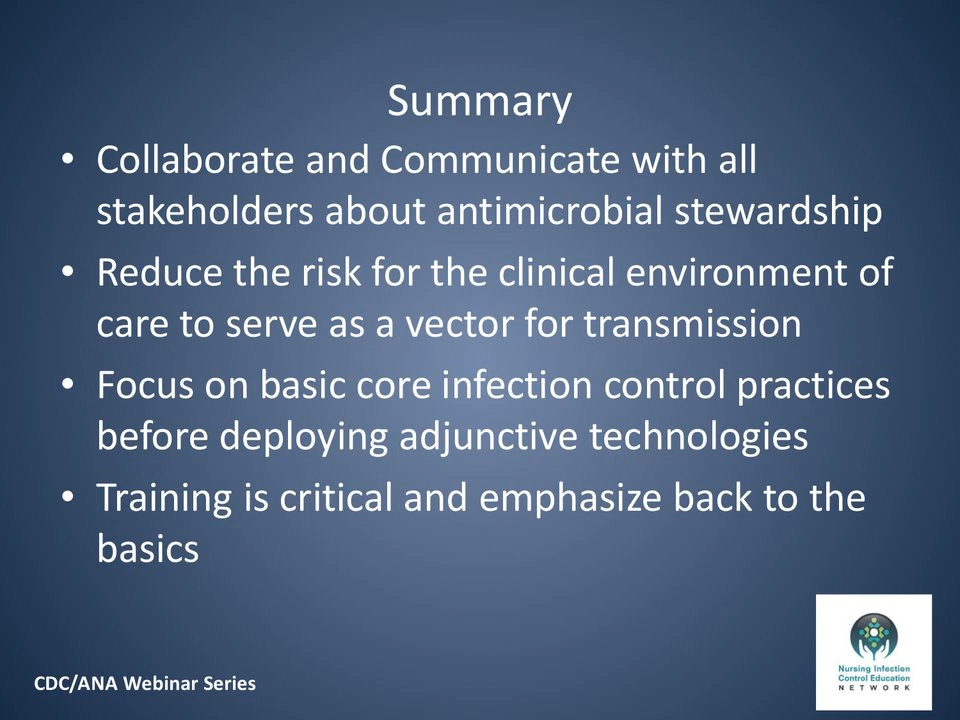 Summary
• Collaborate and Communicate with all
stakeholders about antimicrobial stewardship
• Reduce the risk for the clinical environment of
care to serve as a vector for transmission
• Focus on basic core infection control practices
before deploying adjunctive technologies
• Training is critical and emphasize back to the
basics
CDC/ANA Webinar Series
Nursing Infection
Control Education
NETWORK